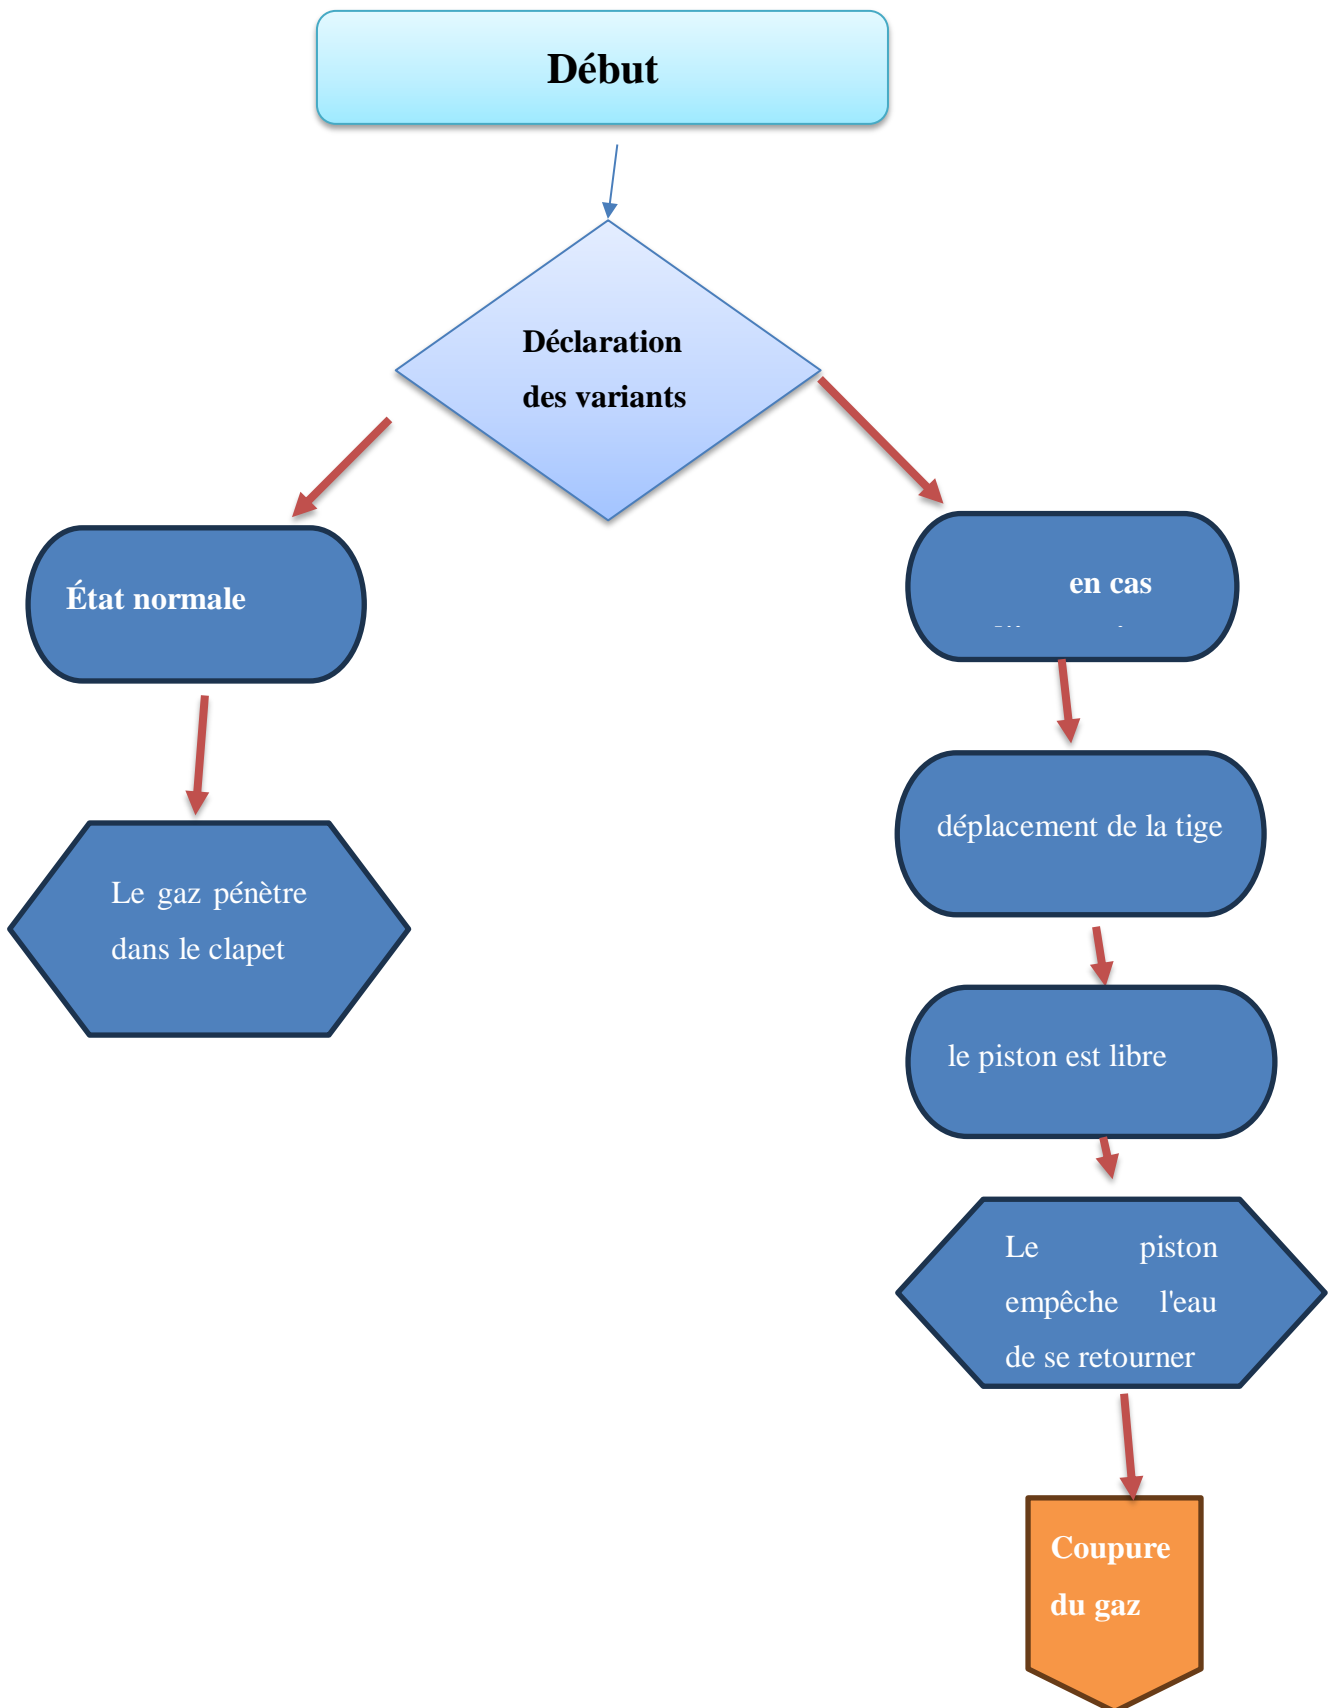 Début
Déclaration
des variants
État normale
en cas
Le gaz pénètre
dans le clapet
déplacement de la tige
le piston est libre
Le piston
empêche l'eau
de se retourner
Coupure
du gaz